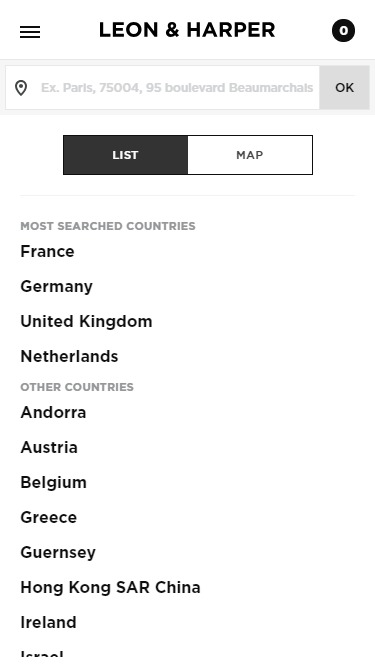 LEON & HARPER
0
Ex. Paris, 75004, 95 boulevard Beaumarchais
OK
LIST
MAP
MOST SEARCHED COUNTRIES
France
Germany
United Kingdom
Netherlands
OTHER COUNTRIES
Andorra
Austria
Belgium
Greece
Guernsey
Hong Kong SAR China
Ireland
Israel